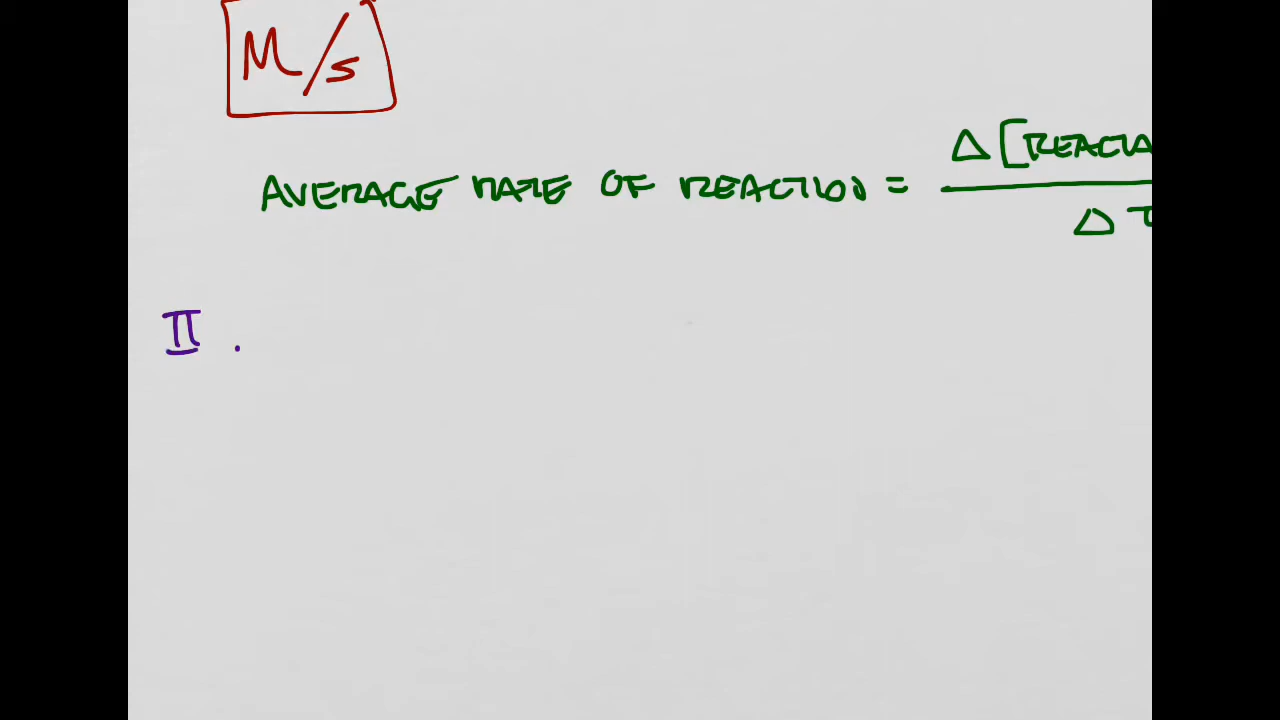 M/s
Δ [REACTA
AVERAGE RATE OF REACTION =
Δ T
II.